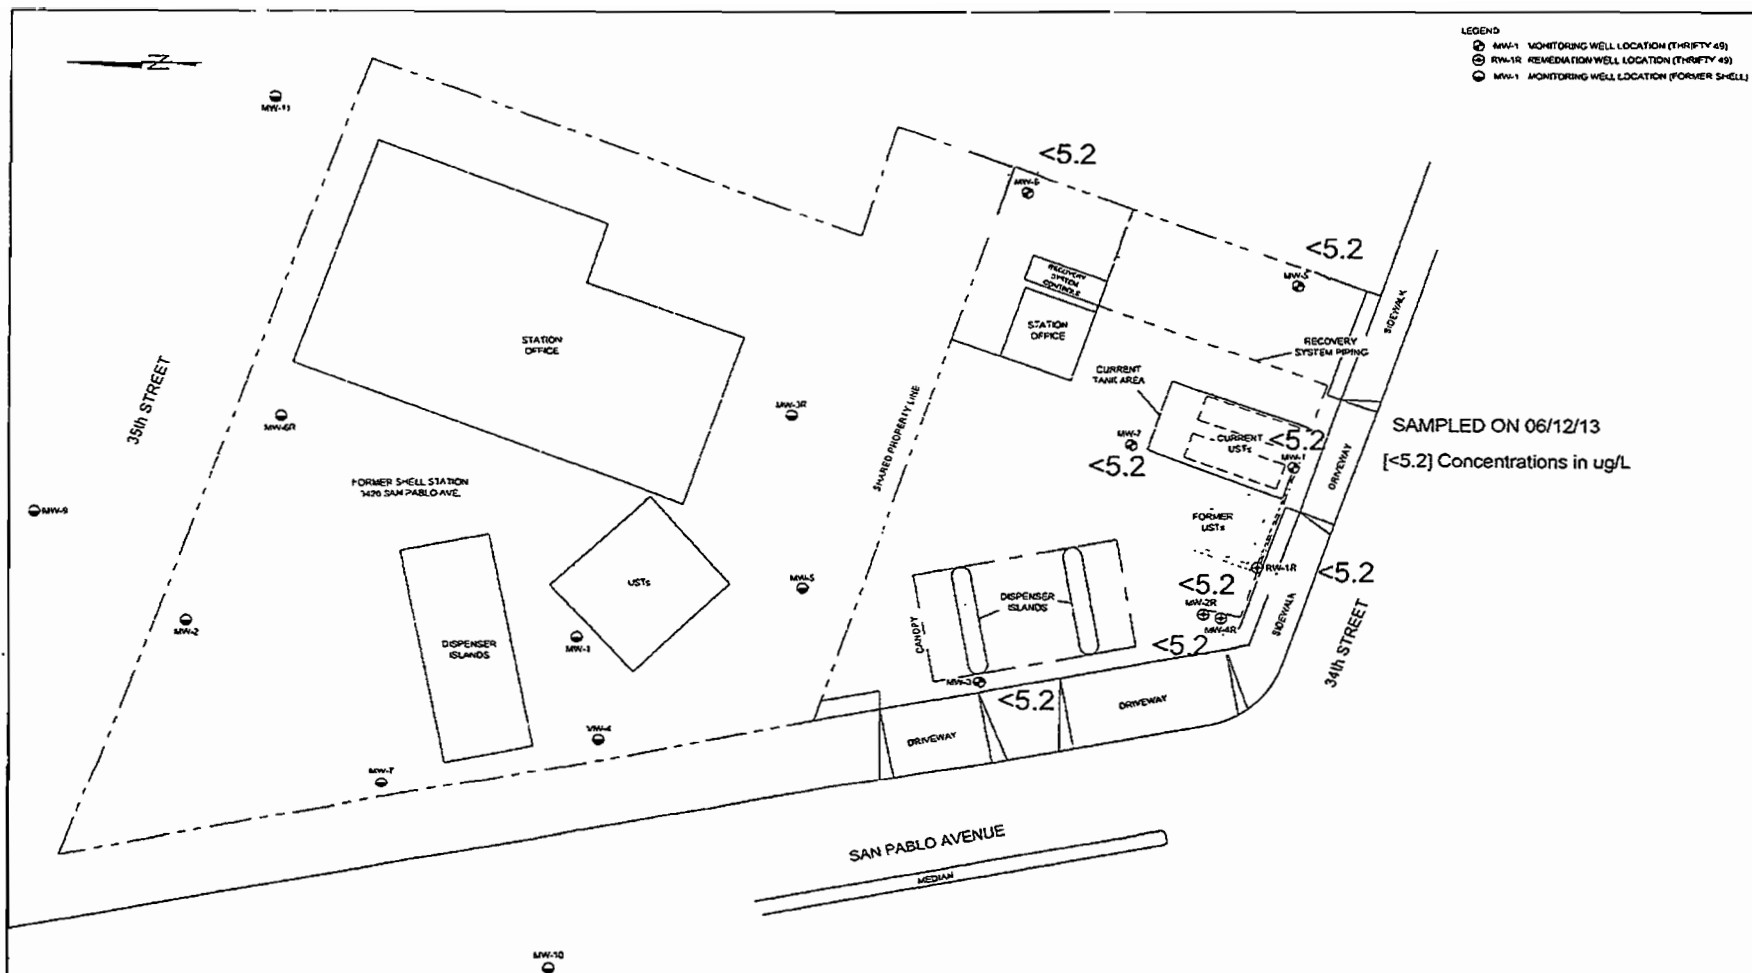 LEGEND
MW-1 MONITORING WELL LOCATION (THRIFTY 49)
RW-1R REMEDIATION WELL LOCATION (THRIFTY 49)
MW-1 MONITORING WELL LOCATION (FORMER SHELL)
N
MW-11
<5.2
MW-6
<5.2
MW-5
RECOVERY
SYSTEM
CONTROLS
STATION
OFFICE
SIDEWALK
STATION
OFFICE
RECOVERY
SYSTEM PIPING
CURRENT
TANK AREA
35th STREET
MW-6R
MW-3R
SHARED PROPERTY LINE
MW-7
<5.2
CURRENT
USTs
<5.2
MW-1
DRIVEWAY
SAMPLED ON 06/12/13
[<5.2] Concentrations in ug/L
FORMER SHELL STATION
3420 SAN PABLO AVE.
MW-9
FORMER
USTs
RW-1R
<5.2
USTs
MW-5
DISPENSER
ISLANDS
<5.2
MW-2R
MW-4R
SIDEWALK
34th STREET
MW-2
DISPENSER
ISLANDS
MW-1
CANOPY
<5.2
MW-3
<5.2
DRIVEWAY
DRIVEWAY
MW-4
MW-7
SAN PABLO AVENUE
MEDIAN
MW-10